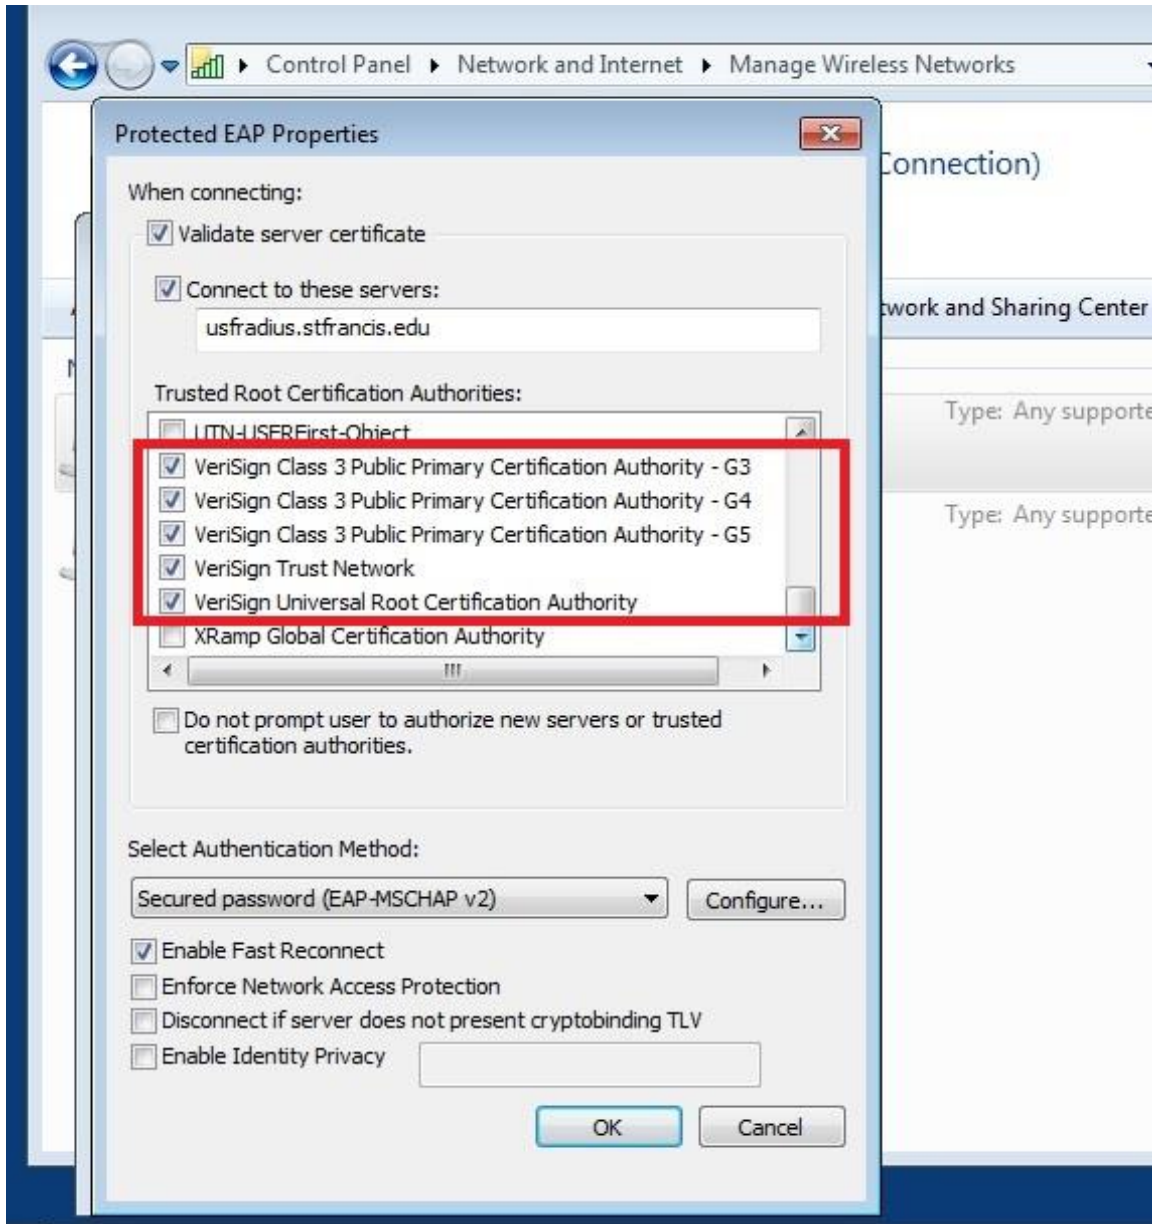 Control Panel Network and Internet Manage Wireless Networks
Protected EAP Properties
Connection)
When connecting:
Validate server certificate
Connect to these servers:
usfradius.stfrancis.edu
twork and Sharing Center
Trusted Root Certification Authorities:
UTN-USERFirst-Object
VeriSign Class 3 Public Primary Certification Authority - G3
VeriSign Class 3 Public Primary Certification Authority - G4
VeriSign Class 3 Public Primary Certification Authority - G5
VeriSign Trust Network
VeriSign Universal Root Certification Authority
XRamp Global Certification Authority
Type: Any supporte
Type: Any supporte
Do not prompt user to authorize new servers or trusted
certification authorities.
Select Authentication Method:
Secured password (EAP-MSCHAP v2)
Configure...
Enable Fast Reconnect
Enforce Network Access Protection
Disconnect if server does not present cryptobinding TLV
Enable Identity Privacy
OK
Cancel